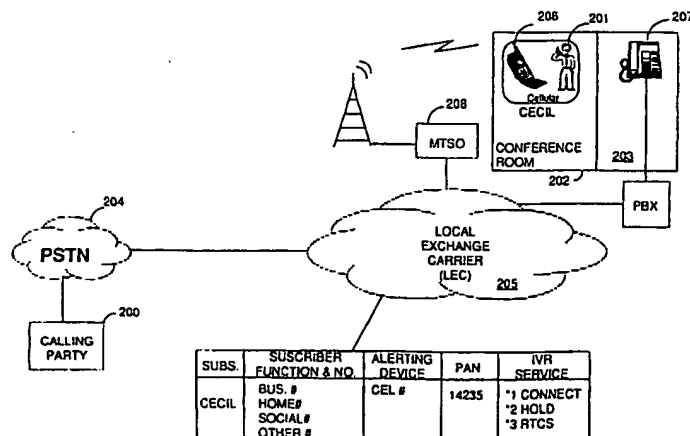 206
201
207
Cellular
CECIL
208
MTSO
CONFERENCE
ROOM
203
202
PBX
204
PSTN
LOCAL
EXCHANGE
CARRIER
(LEC)
205
200
CALLING
PARTY
SUBS. SUSCRIBER FUNCTION & NO. ALERTING DEVICE PAN IVR SERVICE
CECIL BUS. # CEL # 14235 *1 CONNECT
HOME# *2 HOLD
SOCIAL# *3 RTCS
OTHER #